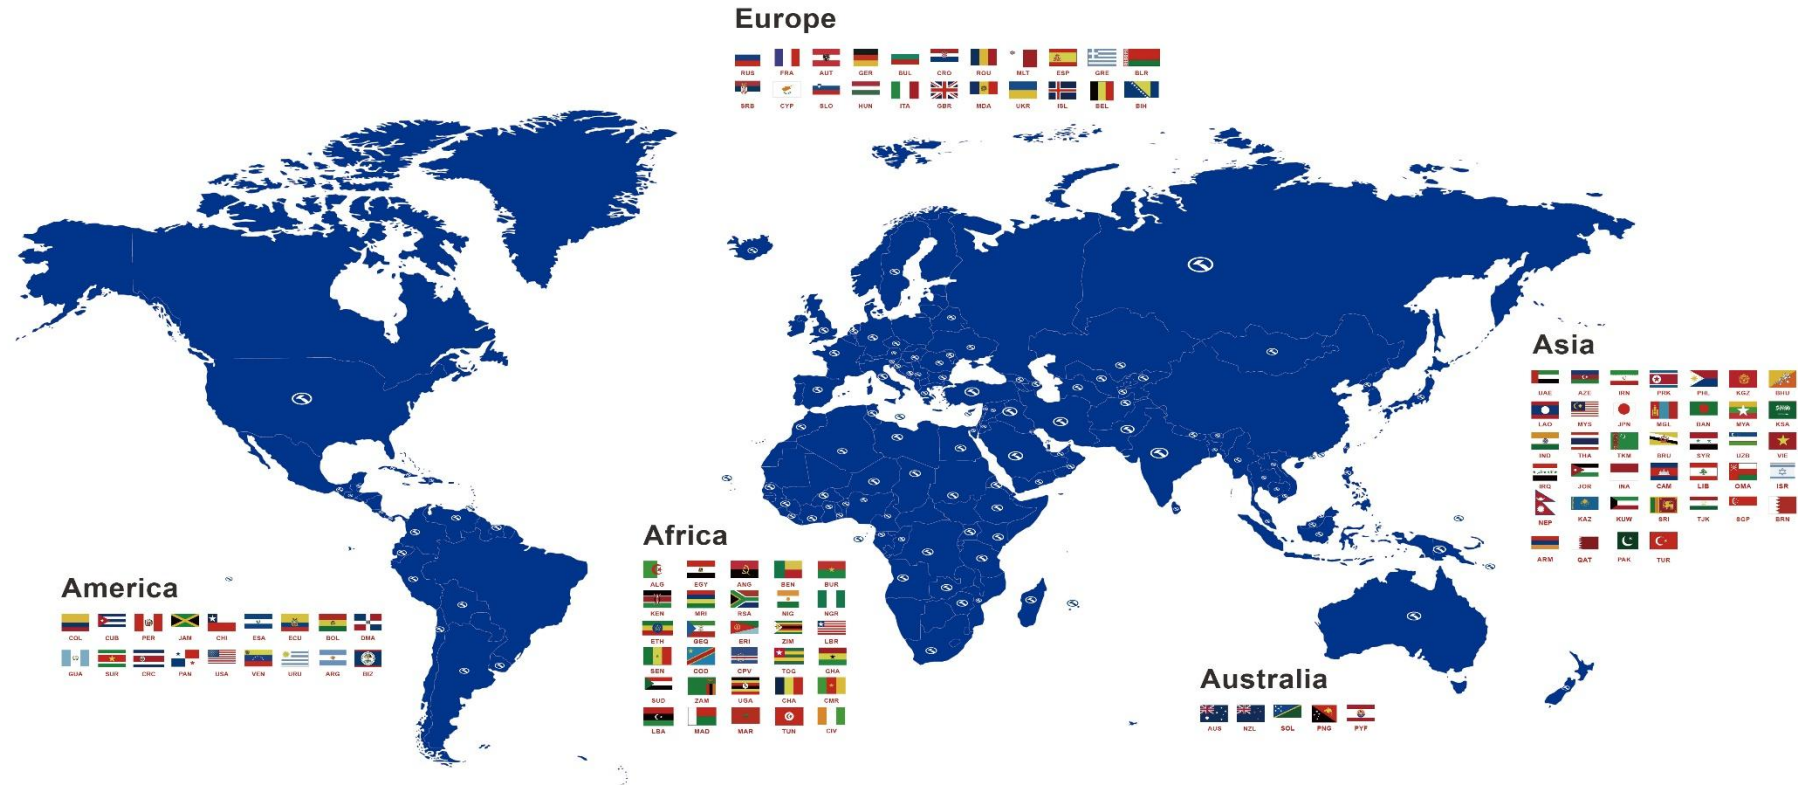 Europe
RUS FRA AUT GER BUL CRO ROU MLT ESP GRE BLR
SRB CYP SLO HUN ITA GBR MDA UKR ISL BEL BIH
Asia
UAE AZE IRN PRK PHL KGZ BHU
LAO MYS JPN MGL BAN MYA KSA
IND THA TKM BRU SYR UZB VIE
IRQ JOR INA CAM LIB OMA ISR
NEP KAZ KUW SRI TJK SGP BRN
ARM QAT PAK TUR
Africa
ALG EGY ANG BEN BUR
KEN MRI RSA NIG NGR
ETH GEQ ERI ZIM LBR
SEN COD CPV TOG GHA
SUD ZAM UGA CHA CMR
LBA MAD MAR TUN CIV
America
COL CUB PER JAM CHI ESA ECU BOL DMA
GUA SUR CRC PAN USA VEN URU ARG BIZ
Australia
AUS NZL SOL PNG PYF